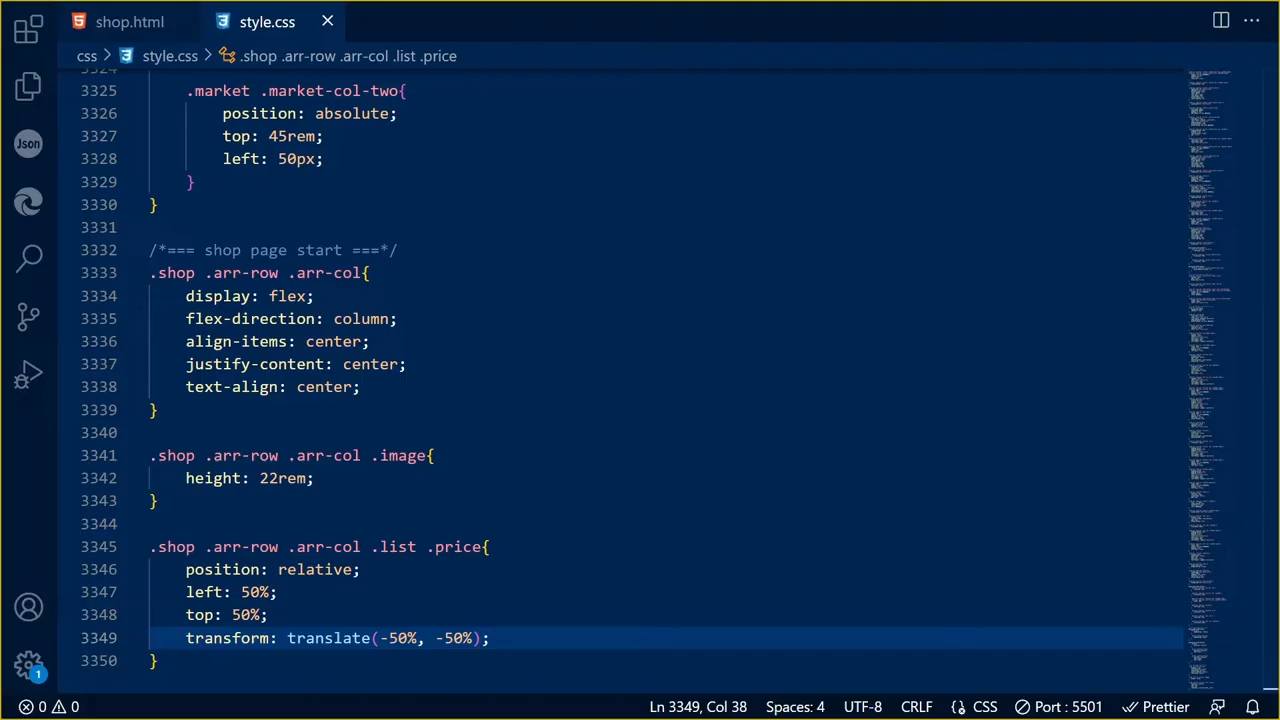 shop.html
style.css
css > style.css > .shop .arr-row .arr-col .list .price
3324
3325 .market .market-col-two{
3326 position: absolute;
3327 top: 45rem;
3328 left: 50px;
3329 }
3330 }
3331
3332 /*=== shop page start ===*/
3333 .shop .arr-row .arr-col{
3334 display: flex;
3335 flex-direction: column;
3336 align-items: center;
3337 justify-content: center;
3338 text-align: center;
3339 }
3340
3341 .shop .arr-row .arr-col .image{
3342 height: 22rem;
3343 }
3344
3345 .shop .arr-row .arr-col .list .price{
3346 position: relative;
3347 left: 50%;
3348 top: 50%;
3349 transform: translate(-50%, -50%);
3350 }
Json
1
0 0
Ln 3349, Col 38 Spaces: 4 UTF-8 CRLF CSS Port : 5501 Prettier